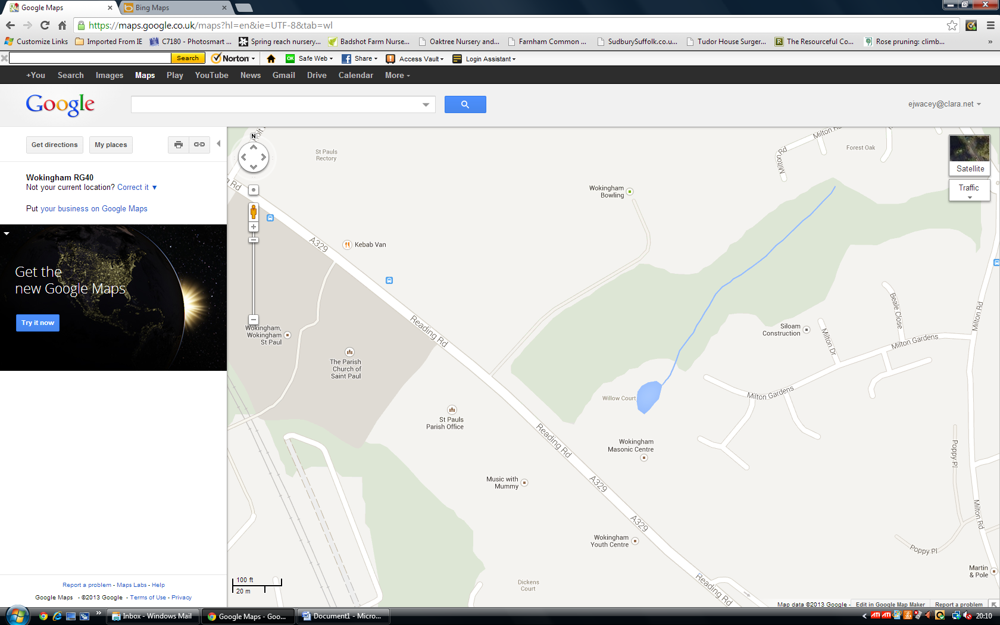 Google Maps
Bing Maps
https://maps.google.co.uk/maps?hl=en&ie=UTF-8&tab=wl
Customize Links
Imported From IE
C7180 - Photosmart ...
Spring reach nursery...
Badshot Farm Nurse...
Oaktree Nursery and...
Farnham Common ...
SudburySuffolk.co.u...
Tudor House Surger...
The Resourceful Co...
Rose pruning: climb...
»
Search
Norton
OK
Safe Web
Share
Access Vault
Login Assistant
+You Search Images Maps Play YouTube News Gmail Drive Calendar More
Google
ejwacey@clara.net
Get directions
My places
Wokingham RG40
Not your current location? Correct it ▼
Put your business on Google Maps
Get the
new Google Maps
Try it now
Report a problem - Maps Labs - Help
Google Maps - ©2013 Google - Terms of Use - Privacy
N
St Pauls
Rectory
Milton Rd
Milton Rd
Forest Oak
Satellite
Traffic
Wokingham
Bowling
A329
Kebab Van
Reading Rd
Wokingham,
Wokingham
St Paul
The Parish
Church of
Saint Paul
St Pauls
Parish Office
Siloam
Construction
Beale Close
Milton Dr
Milton Gardens
Milton Rd
Milton Gardens
Willow Court
Reading Rd
Wokingham
Masonic Centre
Music with
Mummy
A329
A329
Poppy Pl
Milton Rd
Poppy Pl
Wokingham
Youth Centre
Martin
& Pole
Dickens
Court
Reading Rd
100 ft
20 m
Map data ©2013 Google -
Edit in Google Map Maker
Report a problem
»
Inbox - Windows Mail
Google Maps - Goo...
Document1 - Micro...
ATI
ATI
20:10